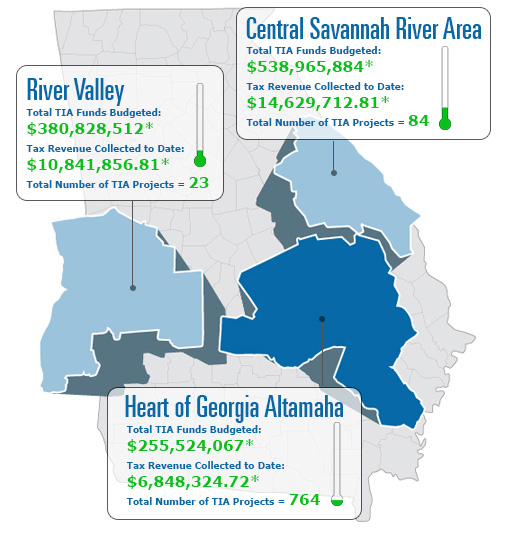 Central Savannah River Area
Total TIA Funds Budgeted:
$538,965,884*
Tax Revenue Collected to Date:
$14,629,712.81*
Total Number of TIA Projects = 84
River Valley
Total TIA Funds Budgeted:
$380,828,512*
Tax Revenue Collected to Date:
$10,841,856.81*
Total Number of TIA Projects = 23
Heart of Georgia Altamaha
Total TIA Funds Budgeted:
$255,524,067*
Tax Revenue Collected to Date:
$6,848,324.72*
Total Number of TIA Projects = 764